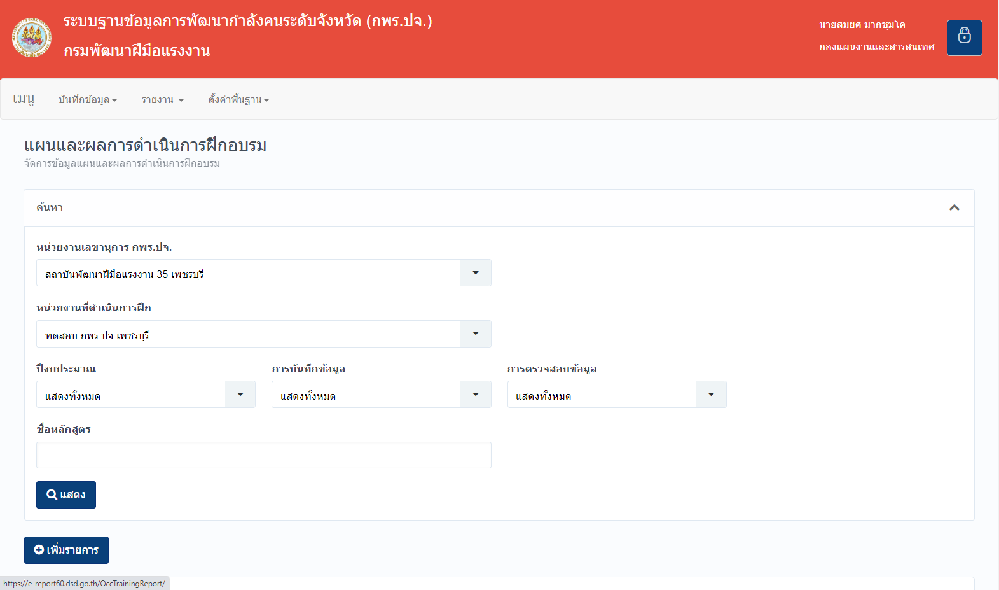 ระบบฐานข้อมูลการพัฒนากำลังคนระดับจังหวัด (กพร.ปจ.)
กรมพัฒนาฝีมือแรงงาน
นายสมยศ มากชุมโค
กองแผนงานและสารสนเทศ
เมนู บันทึกข้อมูล รายงาน ตั้งค่าพื้นฐาน
แผนและผลการดำเนินการฝึกอบรม
จัดการข้อมูลแผนและผลการดำเนินการฝึกอบรม
ค้นหา
หน่วยงานเลขานุการ กพร.ปจ.
สถาบันพัฒนาฝีมือแรงงาน 35 เพชรบุรี
หน่วยงานที่ดำเนินการฝึก
ทดสอบ กพร.ปจ.เพชรบุรี
ปีงบประมาณ การบันทึกข้อมูล การตรวจสอบข้อมูล
แสดงทั้งหมด แสดงทั้งหมด แสดงทั้งหมด
ชื่อหลักสูตร
แสดง
เพิ่มรายการ
https://e-report60.dsd.go.th/OccTrainingReport/